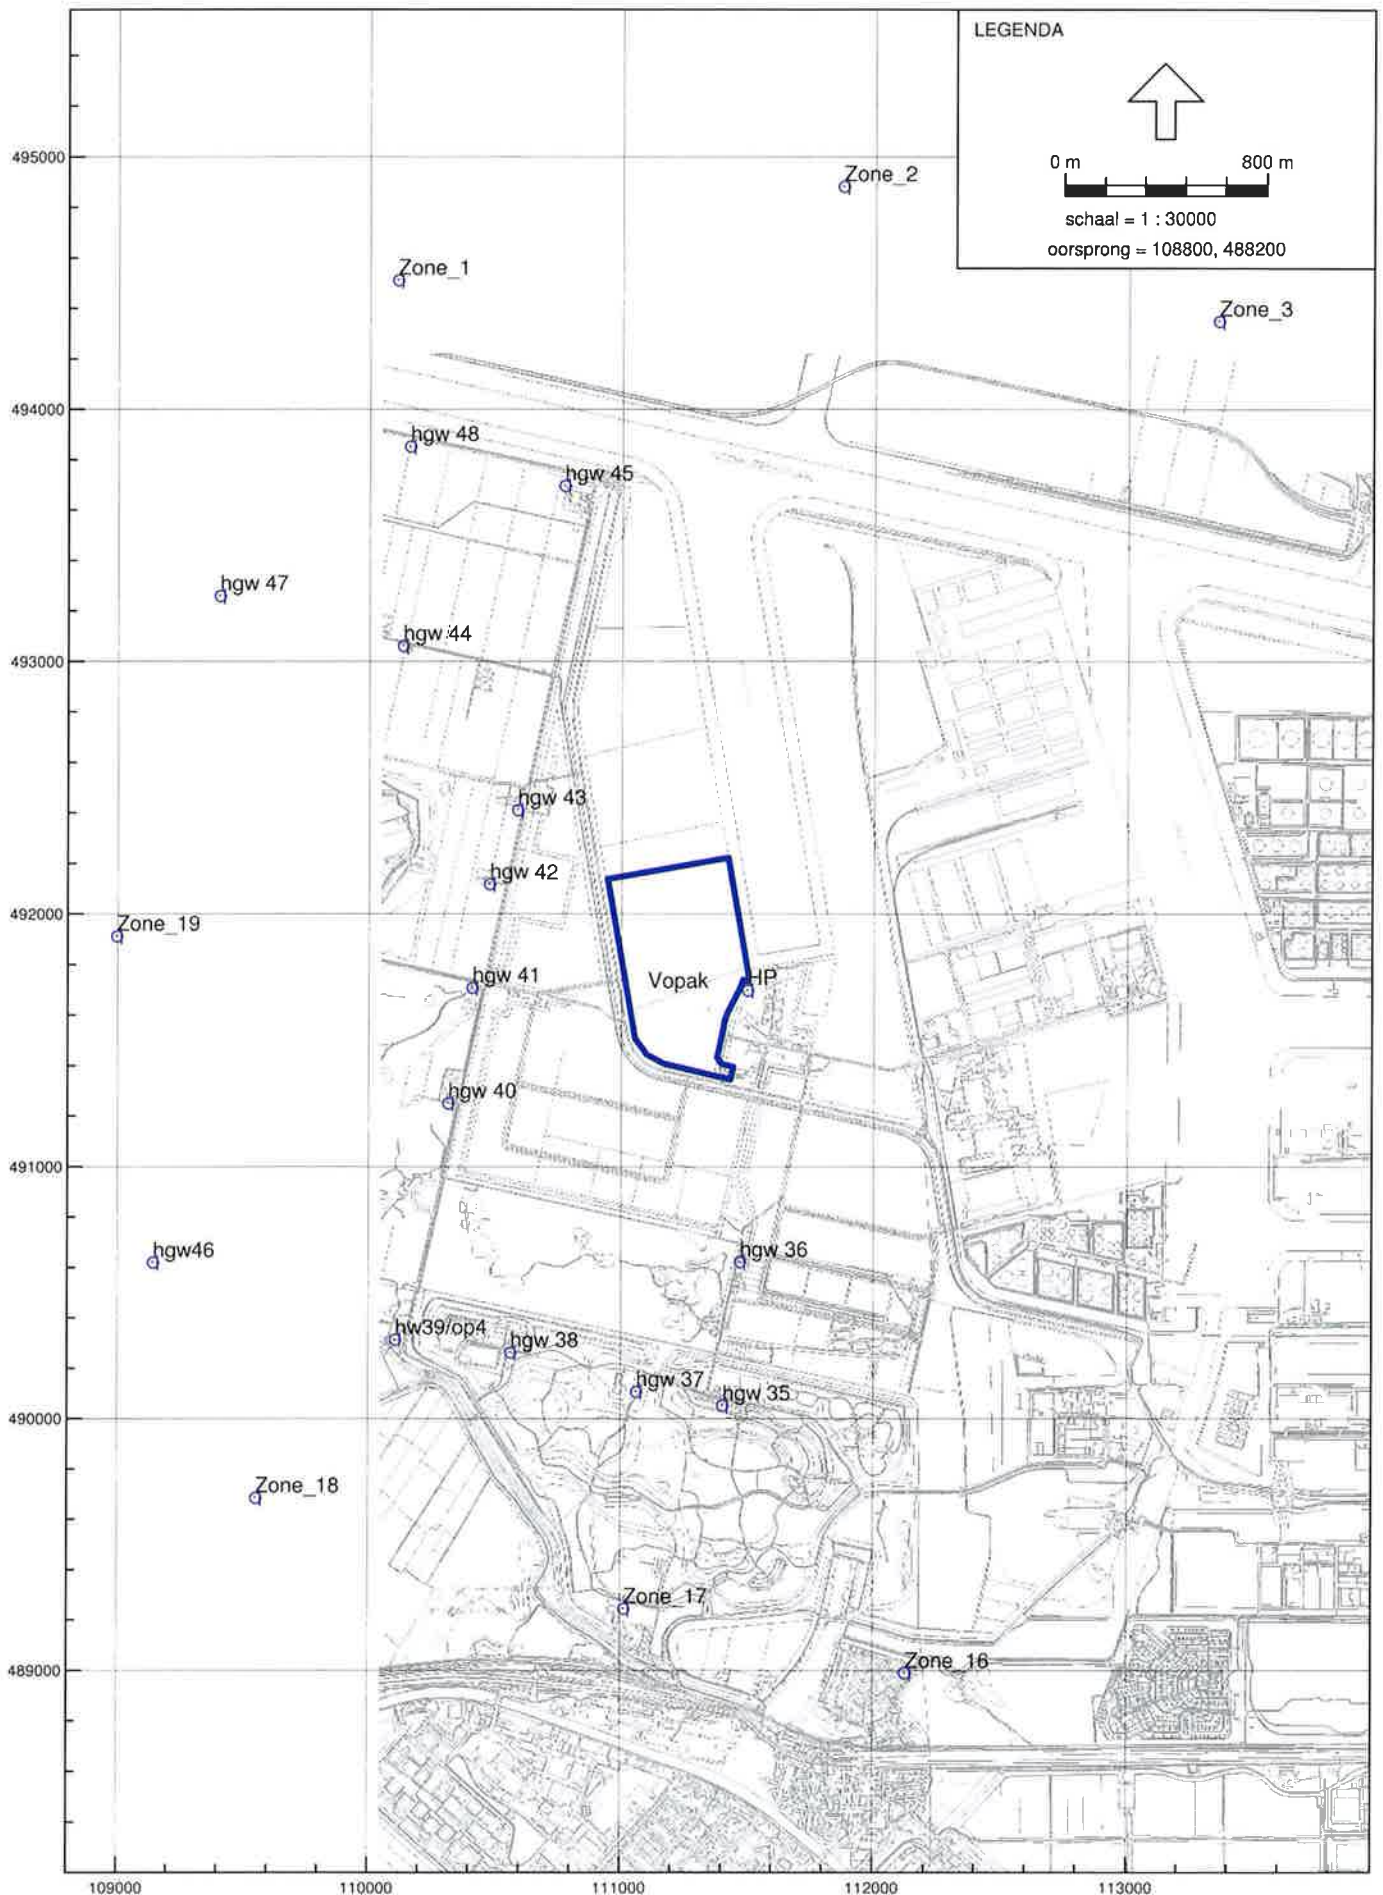 LEGENDA
0 m 800 m
schaal = 1 : 30000
oorsprong = 108800, 488200
495000
Zone_2
Zone_1
Zone_3
494000
hgw 48
hgw 45
hgw 47
hgw 44
493000
hgw 43
hgw 42
492000
Zone_19
hgw 41
Vopak
HP
hgw 40
491000
hgw46
hgw 36
hw39/op4
hgw 38
hgw 37
hgw 35
490000
Zone_18
Zone_17
489000
Zone_16
109000 110000 111000 112000 113000